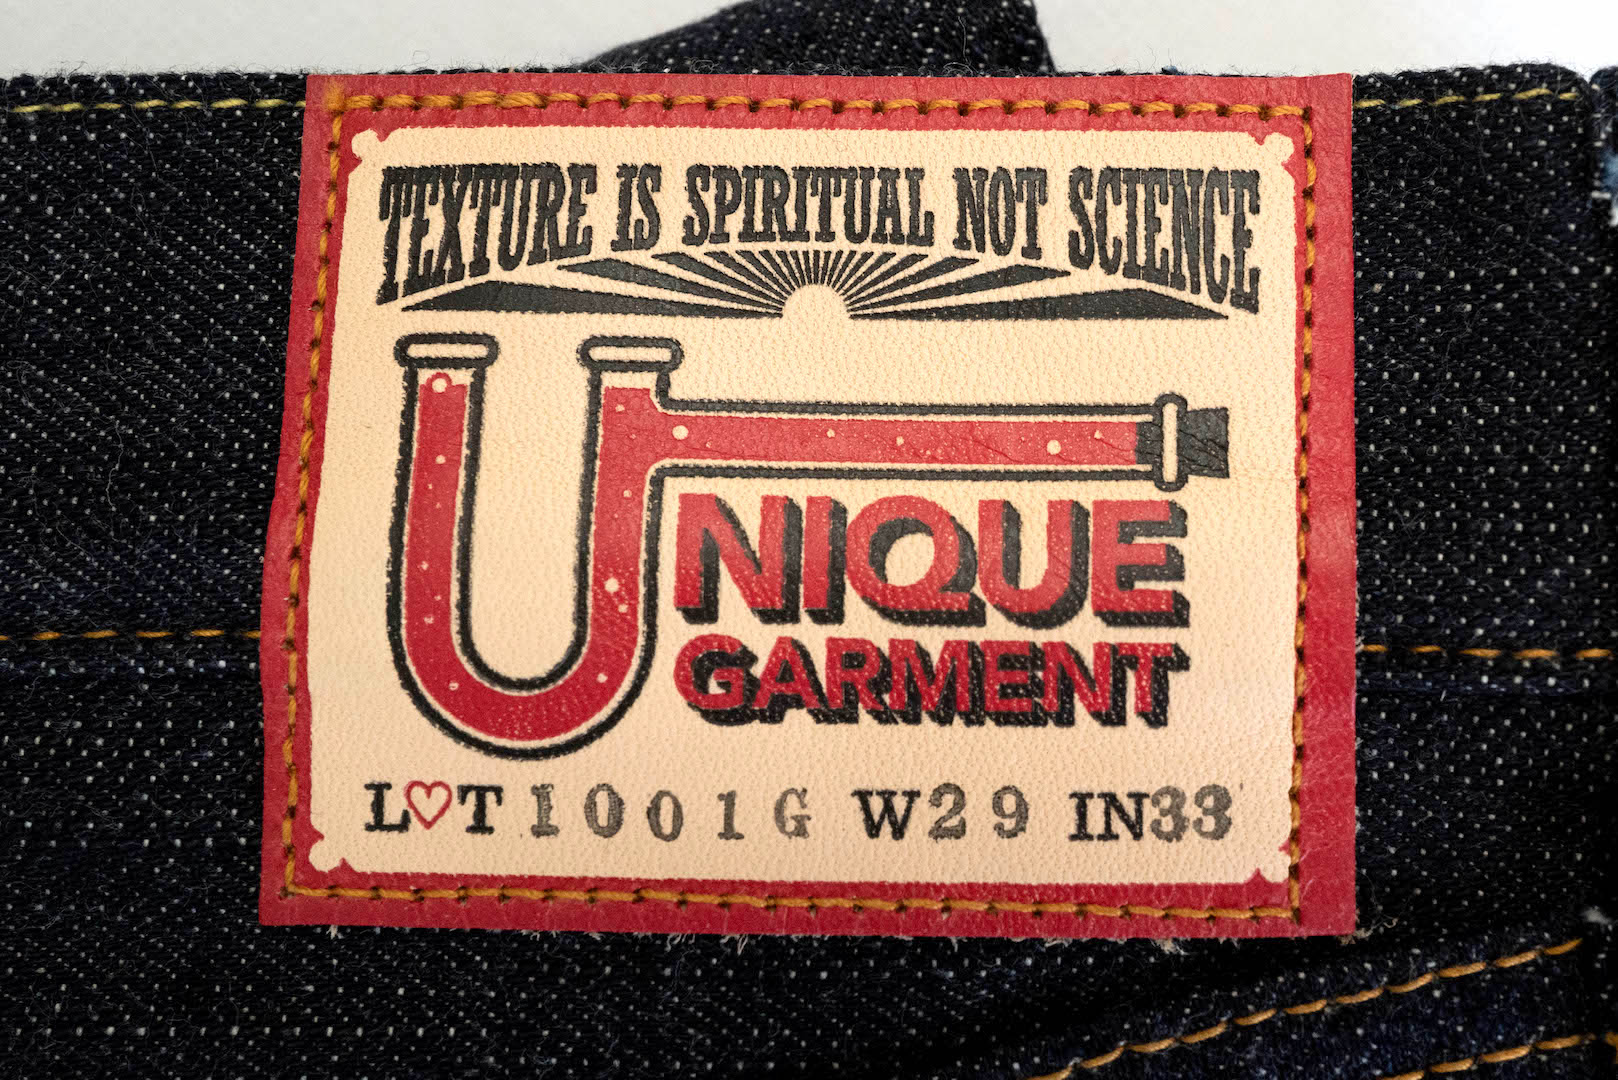 TEXTURE IS SPIRITUAL NOT SCIENCE
UNIQUE
GARMENT
L♡T 1001G W29 IN33